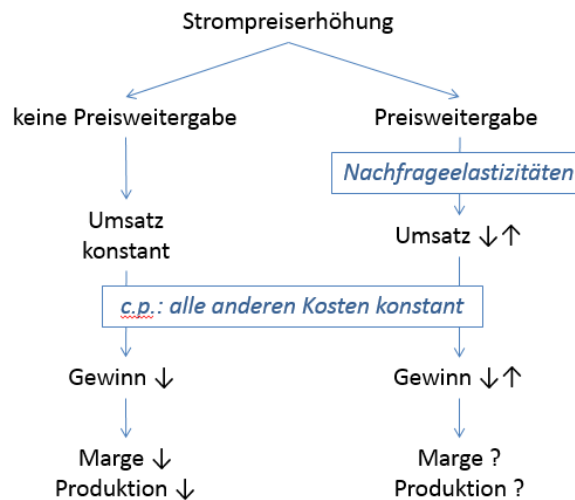 Strompreiserhöhung
keine Preisweitergabe
Preisweitergabe
Nachfrageelastizitäten
Umsatz
konstant
Umsatz ↓↑
c.p.: alle anderen Kosten konstant
Gewinn ↓
Gewinn ↓↑
Marge ↓
Produktion ↓
Marge ?
Produktion ?